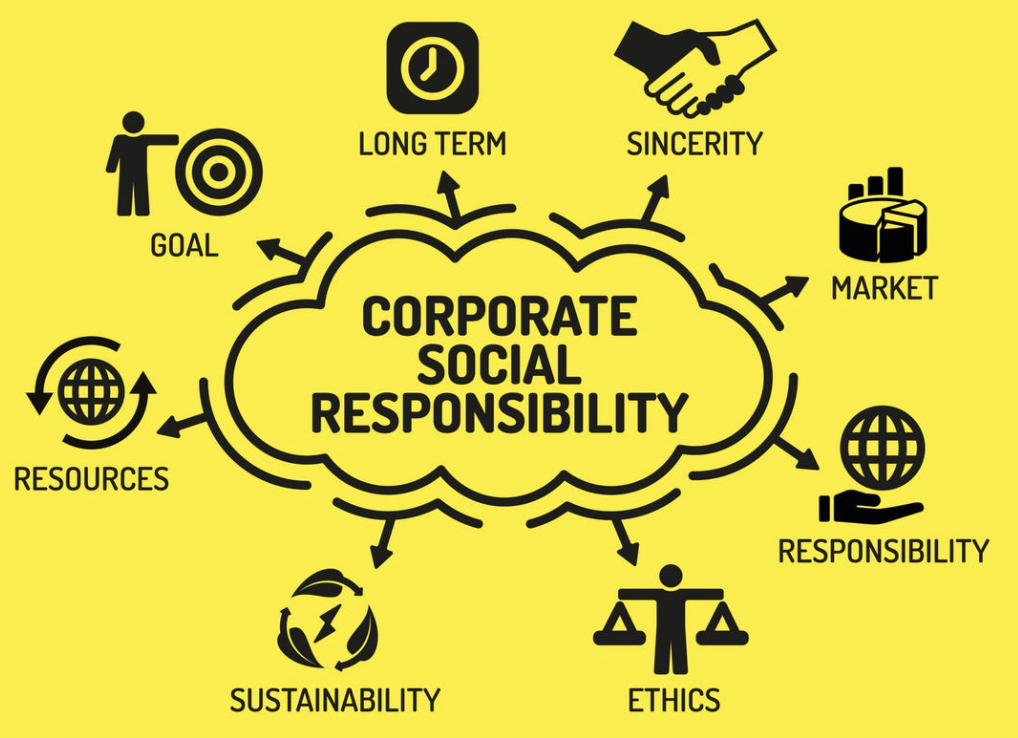 LONG TERM
SINCERITY
GOAL
MARKET
CORPORATE
SOCIAL
RESPONSIBILITY
RESOURCES
RESPONSIBILITY
SUSTAINABILITY
ETHICS